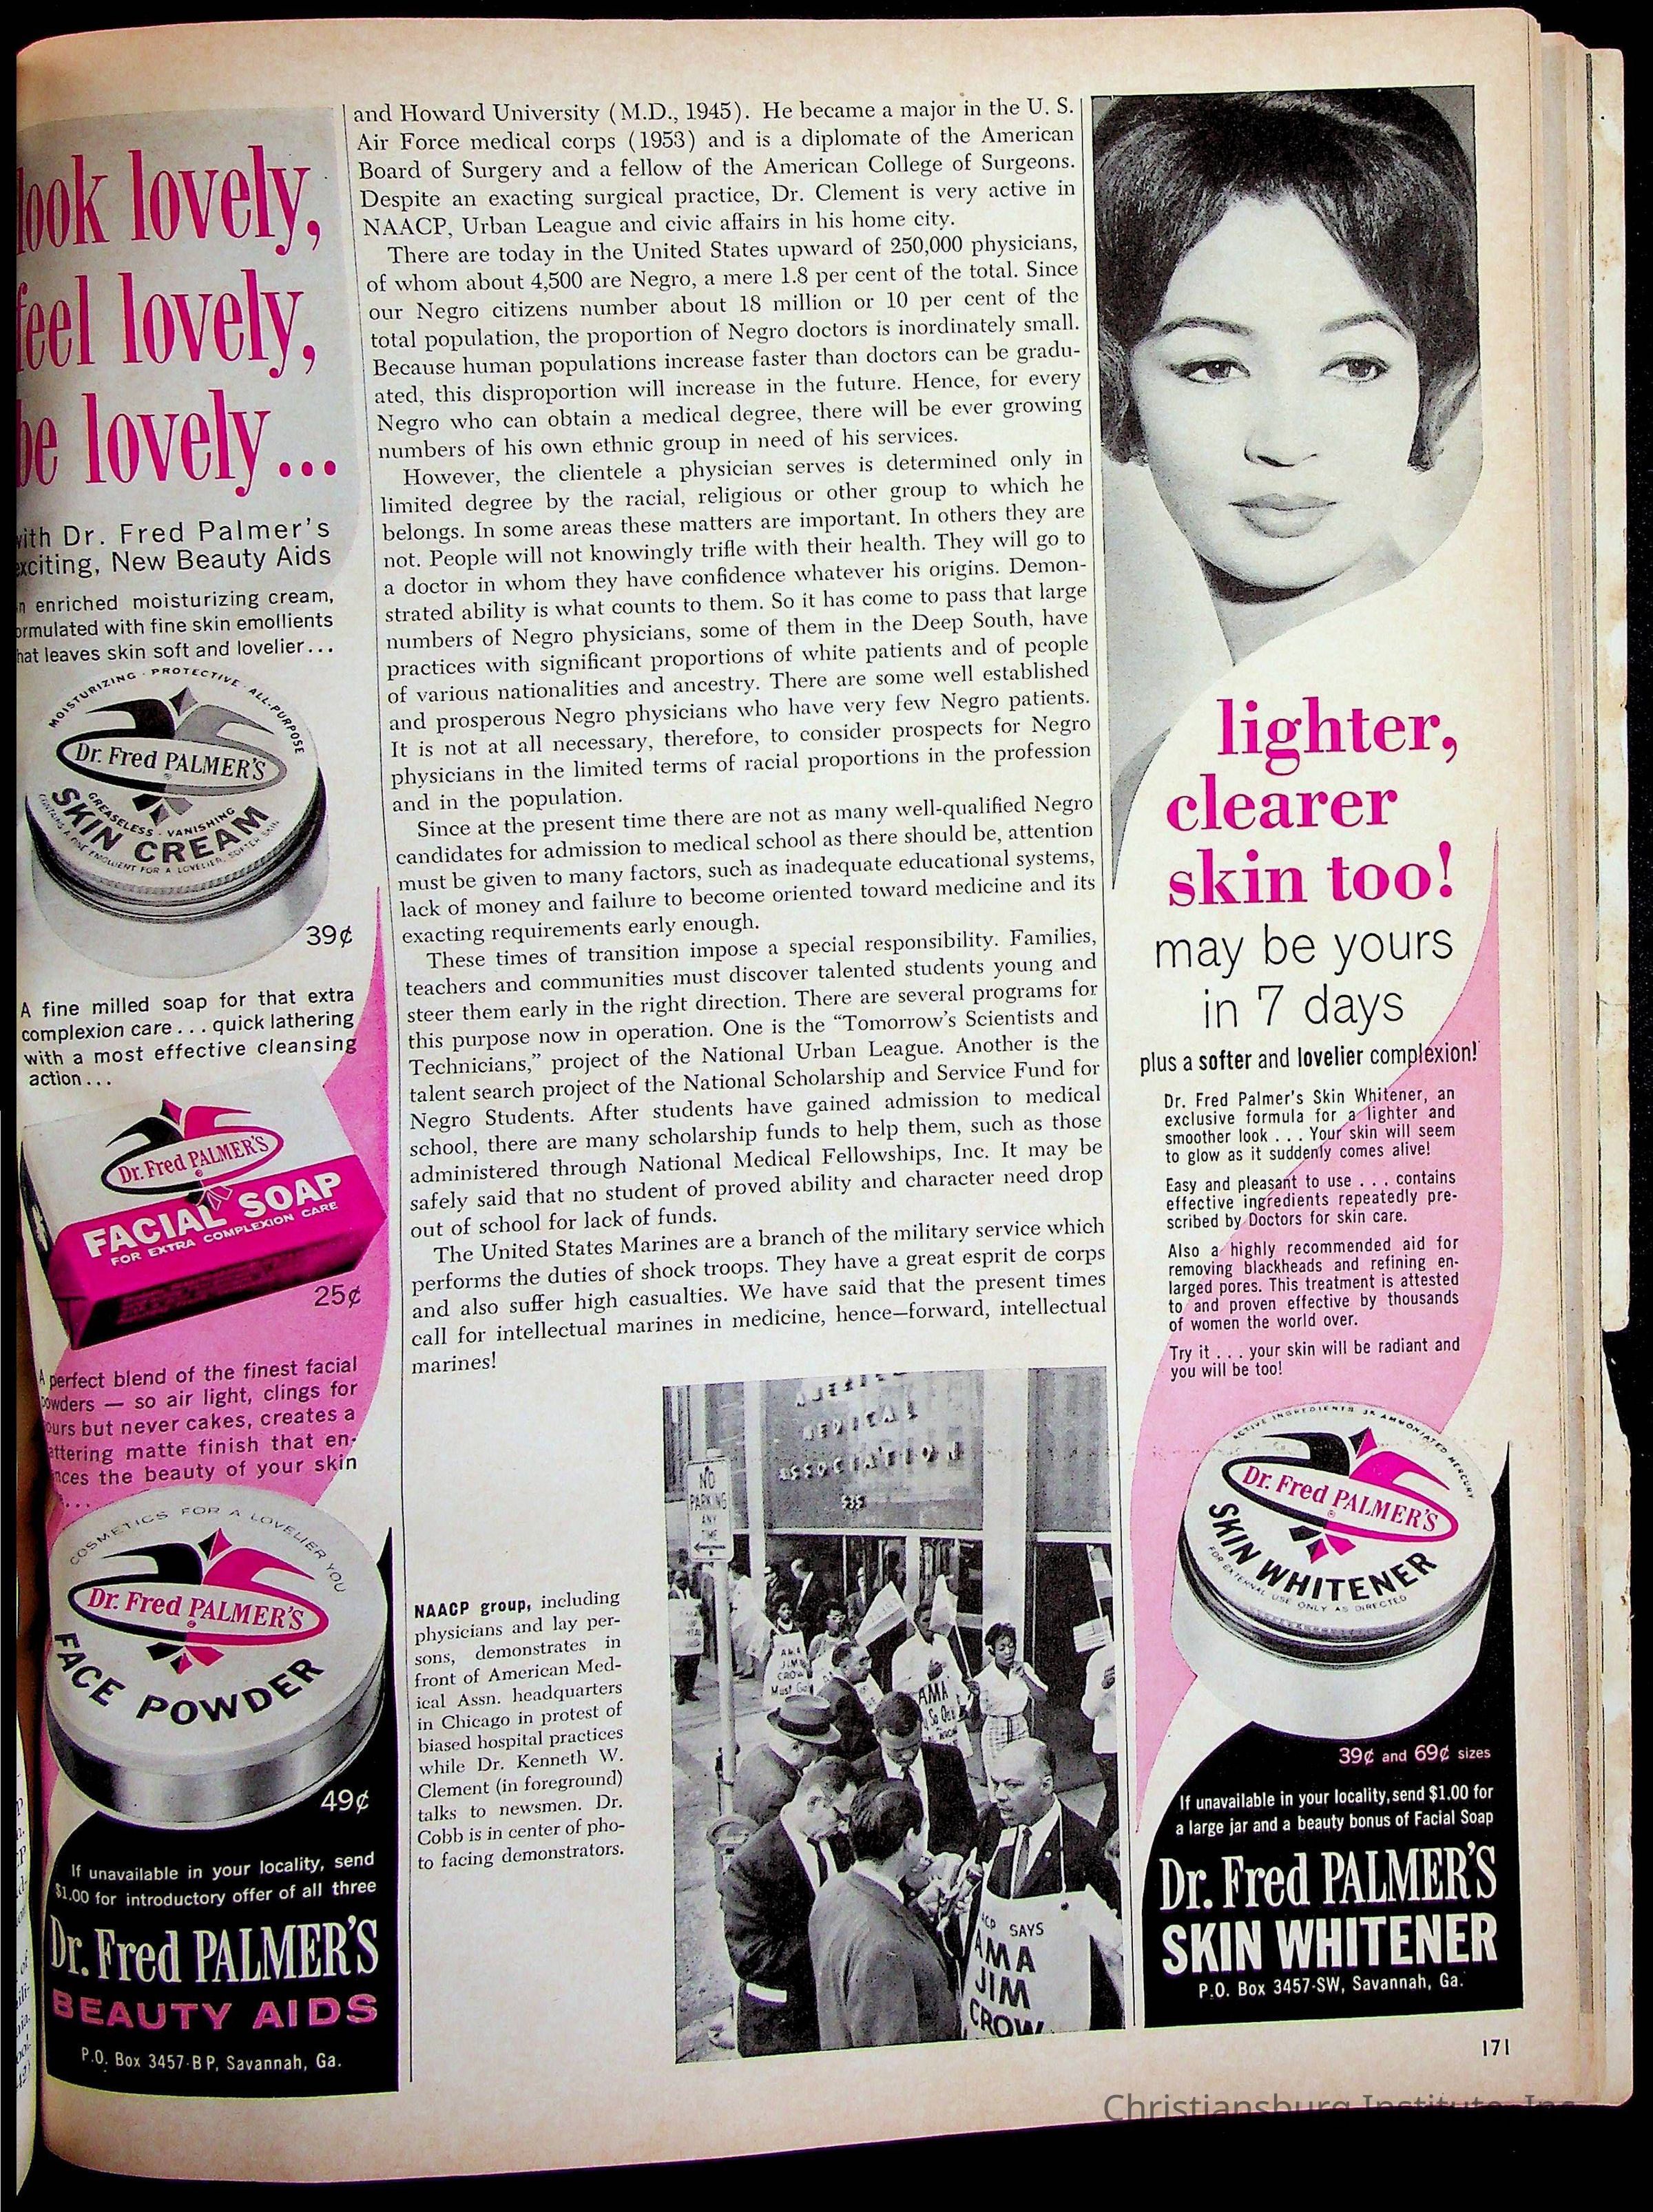 look lovely,
feel lovely,
be lovely...
with Dr. Fred Palmer's
exciting, New Beauty Aids
enriched moisturizing cream,
formulated with fine skin emollients
that leaves skin soft and lovelier...
MOISTURIZING · PROTECTIVE · ALL-PURPOSE
Dr. Fred PALMER'S
GREASELESS · VANISHING
SKIN CREAM
39¢
A fine milled soap for that extra
complexion care . . . quick lathering
with a most effective cleansing
action . . .
Dr. Fred PALMER'S
FACIAL SOAP
FOR EXTRA COMPLEXION CARE
25¢
A perfect blend of the finest facial
powders — so air light, clings for
hours but never cakes, creates a
flattering matte finish that en-
hances the beauty of your skin
...
COSMETICS FOR A LOVELIER YOU
Dr. Fred PALMER'S
FACE POWDER
49¢
If unavailable in your locality, send
$1.00 for introductory offer of all three
Dr. Fred PALMER'S
BEAUTY AIDS
P.O. Box 3457-BP, Savannah, Ga.
and Howard University (M.D., 1945). He became a major in the U. S.
Air Force medical corps (1953) and is a diplomate of the American
Board of Surgery and a fellow of the American College of Surgeons.
Despite an exacting surgical practice, Dr. Clement is very active in
NAACP, Urban League and civic affairs in his home city.
There are today in the United States upward of 250,000 physicians,
of whom about 4,500 are Negro, a mere 1.8 per cent of the total. Since
our Negro citizens number about 18 million or 10 per cent of the
total population, the proportion of Negro doctors is inordinately small.
Because human populations increase faster than doctors can be gradu-
ated, this disproportion will increase in the future. Hence, for every
Negro who can obtain a medical degree, there will be ever growing
numbers of his own ethnic group in need of his services.
However, the clientele a physician serves is determined only in
limited degree by the racial, religious or other group to which he
belongs. In some areas these matters are important. In others they are
not. People will not knowingly trifle with their health. They will go to
a doctor in whom they have confidence whatever his origins. Demon-
strated ability is what counts to them. So it has come to pass that large
numbers of Negro physicians, some of them in the Deep South, have
practices with significant proportions of white patients and of people
of various nationalities and ancestry. There are some well established
and prosperous Negro physicians who have very few Negro patients.
It is not at all necessary, therefore, to consider prospects for Negro
physicians in the limited terms of racial proportions in the profession
and in the population.
Since at the present time there are not as many well-qualified Negro
candidates for admission to medical school as there should be, attention
must be given to many factors, such as inadequate educational systems,
lack of money and failure to become oriented toward medicine and its
exacting requirements early enough.
These times of transition impose a special responsibility. Families,
teachers and communities must discover talented students young and
steer them early in the right direction. There are several programs for
this purpose now in operation. One is the "Tomorrow's Scientists and
Technicians," project of the National Urban League. Another is the
talent search project of the National Scholarship and Service Fund for
Negro Students. After students have gained admission to medical
school, there are many scholarship funds to help them, such as those
administered through National Medical Fellowships, Inc. It may be
safely said that no student of proved ability and character need drop
out of school for lack of funds.
The United States Marines are a branch of the military service which
performs the duties of shock troops. They have a great esprit de corps
and also suffer high casualties. We have said that the present times
call for intellectual marines in medicine, hence—forward, intellectual
marines!
NAACP group, including
physicians and lay per-
sons, demonstrates in
front of American Med-
ical Assn. headquarters
in Chicago in protest of
biased hospital practices
while Dr. Kenneth W.
Clement (in foreground)
talks to newsmen. Dr.
Cobb is in center of pho-
to facing demonstrators.
MEDICAL
ASSOCIATION
535
NO
PARKING
ANY
TIME
AMA
JIM
CROW
Must Go
AMA
SAYS
AMA
JIM
CROW
lighter,
clearer
skin too!
may be yours
in 7 days
plus a softer and lovelier complexion!
Dr. Fred Palmer's Skin Whitener, an
exclusive formula for a lighter and
smoother look . . . Your skin will seem
to glow as it suddenly comes alive!
Easy and pleasant to use . . . contains
effective ingredients repeatedly pre-
scribed by Doctors for skin care.
Also a highly recommended aid for
removing blackheads and refining en-
larged pores. This treatment is attested
to and proven effective by thousands
of women the world over.
Try it . . . your skin will be radiant and
you will be too!
ACTIVE INGREDIENTS 3% AMMONIATED MERCURY
Dr. Fred PALMER'S
SKIN WHITENER
FOR EXTERNAL USE ONLY AS DIRECTED
39¢ and 69¢ sizes
If unavailable in your locality, send $1.00 for
a large jar and a beauty bonus of Facial Soap
Dr. Fred PALMER'S
SKIN WHITENER
P.O. Box 3457-SW, Savannah, Ga.
171
Christiansburg Institute, Inc.